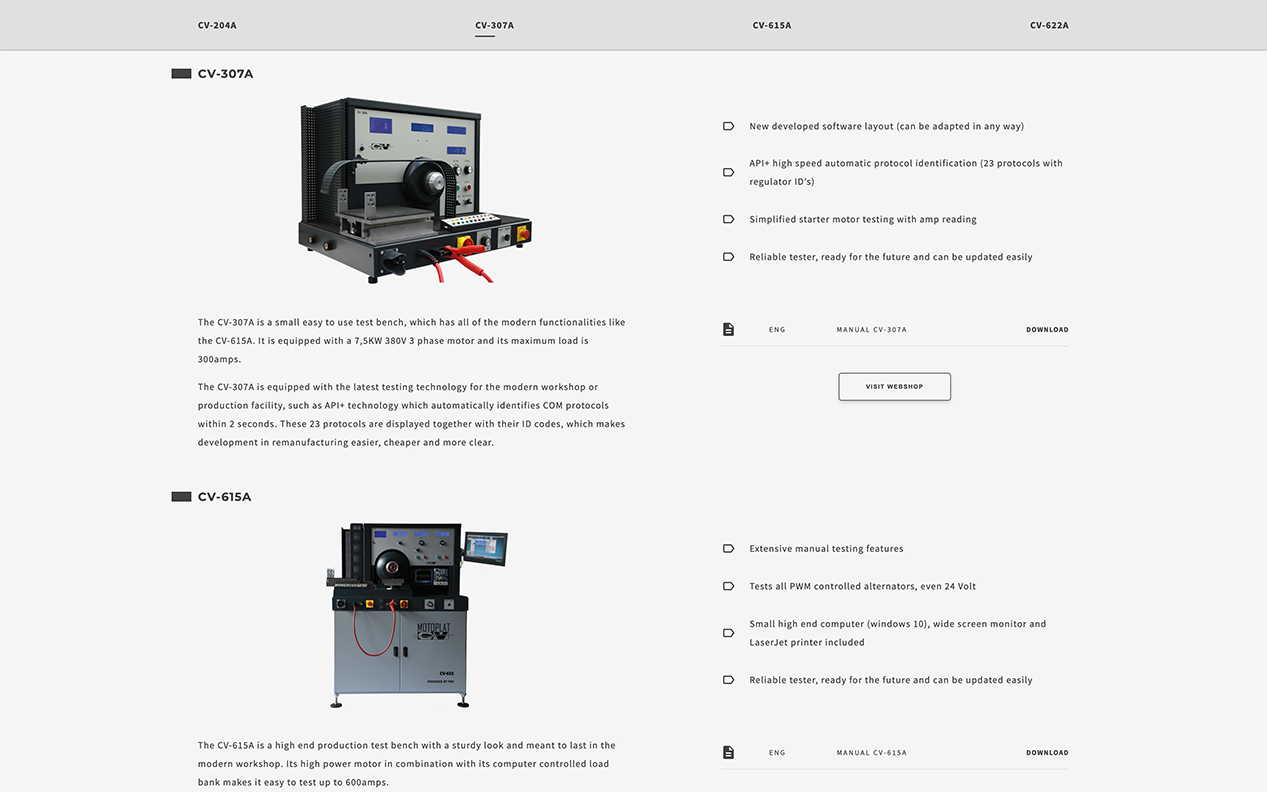 CV-204A
CV-307A
CV-615A
CV-622A
CV-307A
New developed software layout (can be adapted in any way)
API+ high speed automatic protocol identification (23 protocols with
regulator ID's)
Simplified starter motor testing with amp reading
Reliable tester, ready for the future and can be updated easily
The CV-307A is a small easy to use test bench, which has all of the modern functionalities like
the CV-615A. It is equipped with a 7,5KW 380V 3 phase motor and its maximum load is
300amps.
The CV-307A is equipped with the latest testing technology for the modern workshop or
production facility, such as API+ technology which automatically identifies COM protocols
within 2 seconds. These 23 protocols are displayed together with their ID codes, which makes
development in remanufacturing easier, cheaper and more clear.
ENG MANUAL CV-307A DOWNLOAD
VISIT WEBSHOP
CV-615A
MOTOPLAT
CV
CV-615
Extensive manual testing features
Tests all PWM controlled alternators, even 24 Volt
Small high end computer (windows 10), wide screen monitor and
LaserJet printer included
Reliable tester, ready for the future and can be updated easily
The CV-615A is a high end production test bench with a sturdy look and meant to last in the
modern workshop. Its high power motor in combination with its computer controlled load
bank makes it easy to test up to 600amps.
ENG MANUAL CV-615A DOWNLOAD